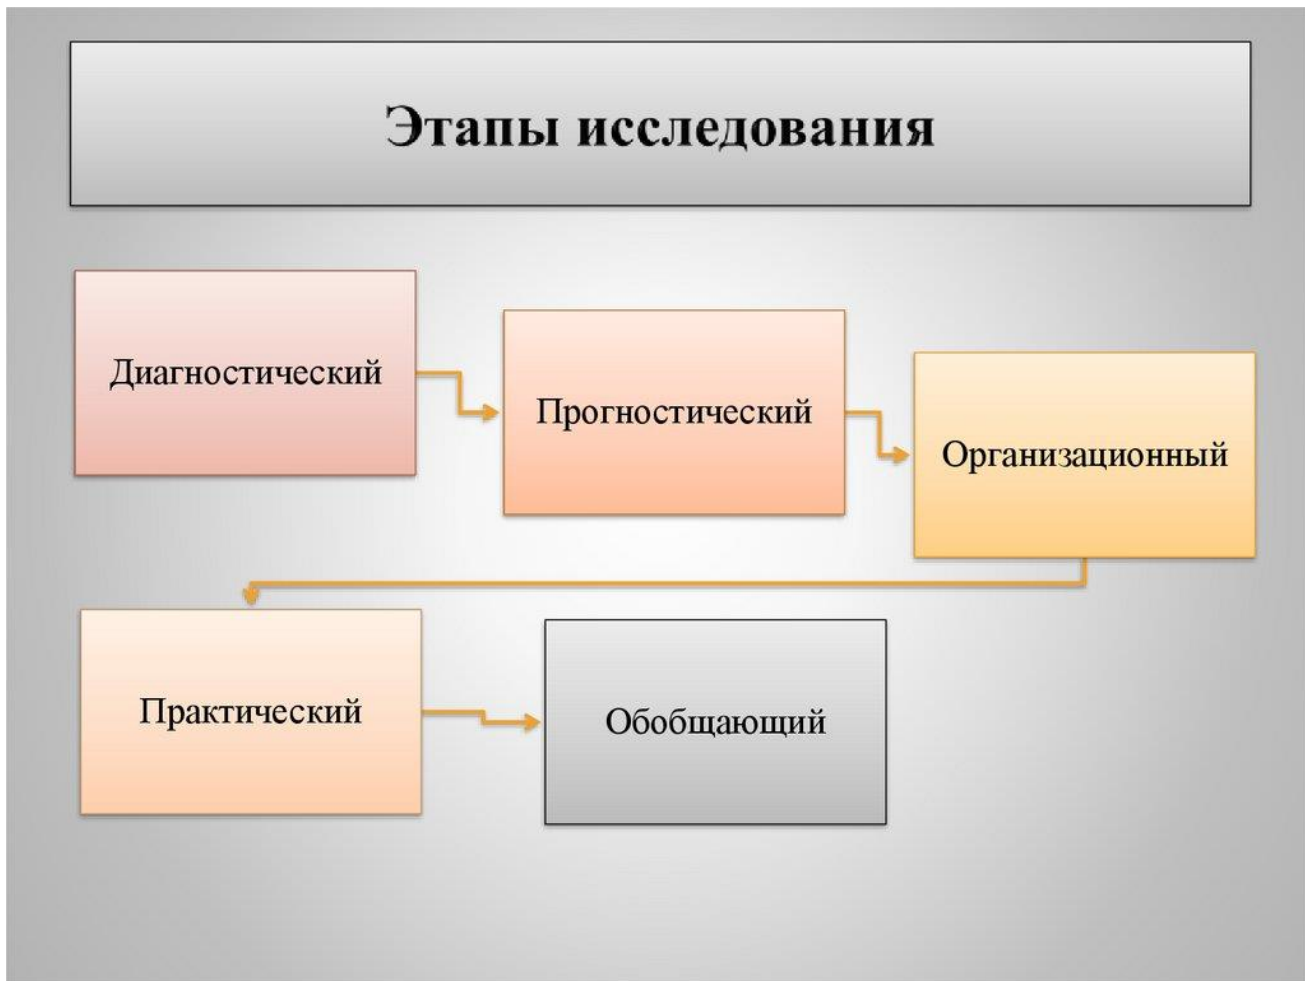 Этапы исследования
Диагностический
Прогностический
Организационный
Практический
Обобщающий